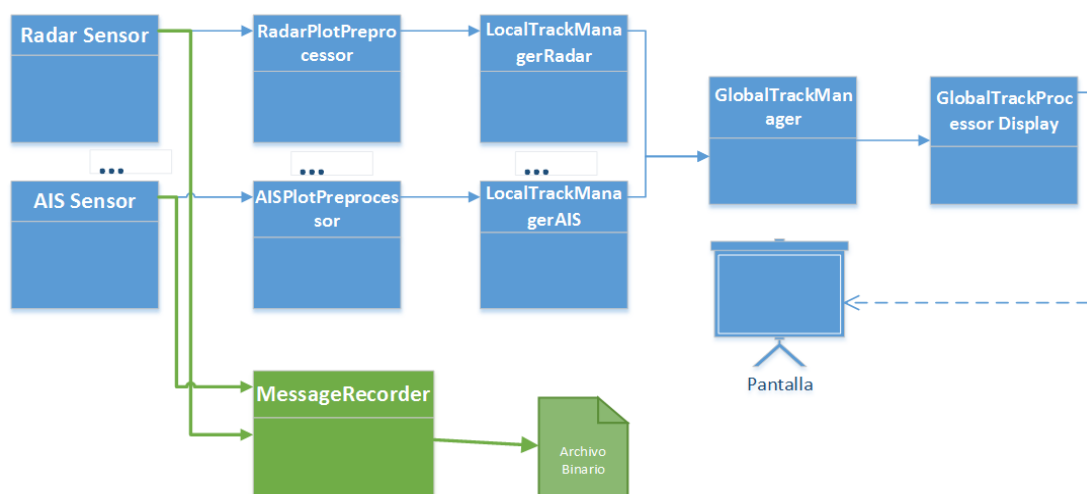 Radar Sensor
RadarPlotPrepro
cessor
LocalTrackMana
gerRadar
GlobalTrackMan
ager
GlobalTrackProc
essor Display
...
...
...
AIS Sensor
AISPlotPreproces
sor
LocalTrackMana
gerAIS
Pantalla
MessageRecorder
Archivo
Binario